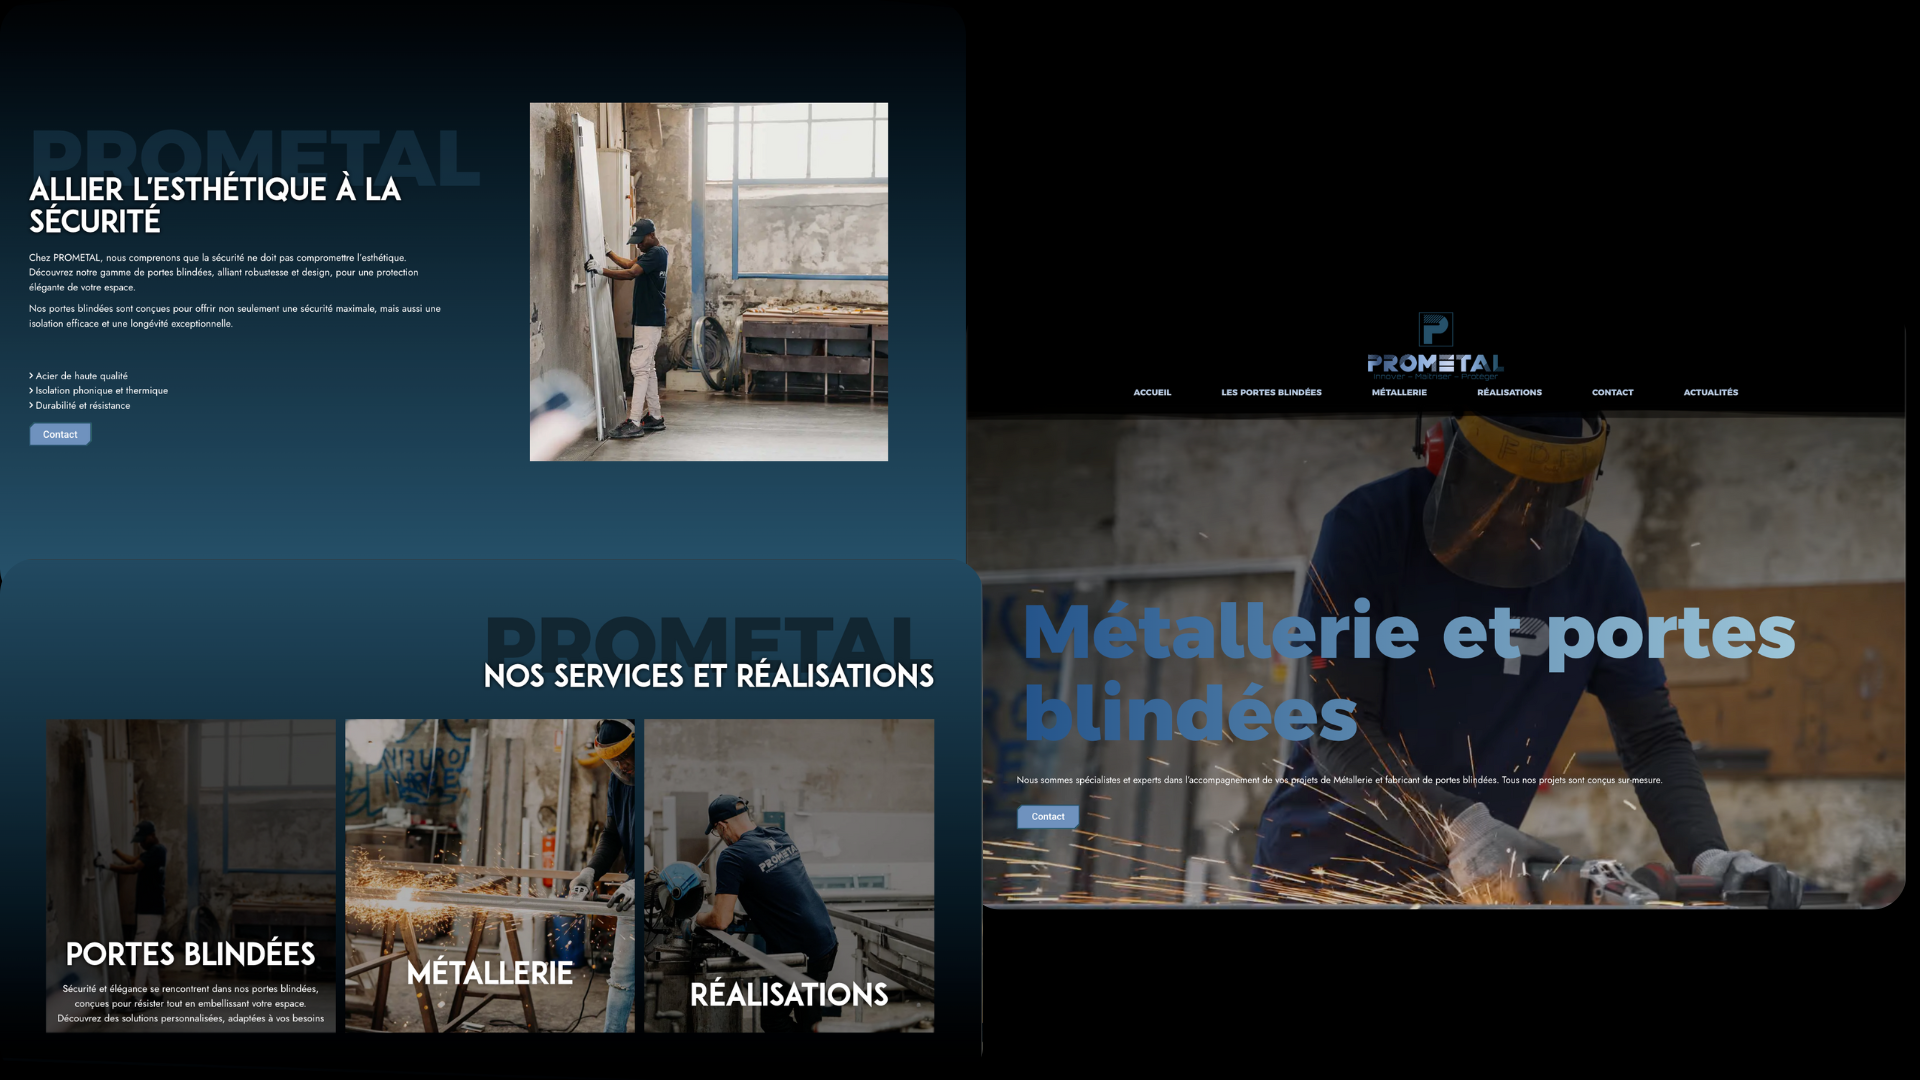 PROMETAL
ALLIER L'ESTHÉTIQUE À LA
SÉCURITÉ
Chez PROMETAL, nous comprenons que la sécurité ne doit pas compromettre l'esthétique.
Découvrez notre gamme de portes blindées, alliant robustesse et design, pour une protection
élégante de votre espace.
Nos portes blindées sont conçues pour offrir non seulement une sécurité maximale, mais aussi une
isolation efficace et une longévité exceptionnelle.
Acier de haute qualité
Isolation phonique et thermique
Durabilité et résistance
Contact
PROMETAL
NOS SERVICES ET RÉALISATIONS
PORTES BLINDÉES
Sécurité et élégance se rencontrent dans nos portes blindées,
conçues pour résister tout en embellissant votre espace.
Découvrez des solutions personnalisées, adaptées à vos besoins
MÉTALLERIE
PROMETAL
RÉALISATIONS
P
PROMETAL
Innover – Maîtriser – Protéger
ACCUEIL LES PORTES BLINDÉES MÉTALLERIE RÉALISATIONS CONTACT ACTUALITÉS
Métallerie et portes
blindées
Nous sommes spécialistes et experts dans l'accompagnement de vos projets de Métallerie et fabricant de portes blindées. Tous nos projets sont conçus sur-mesure.
Contact